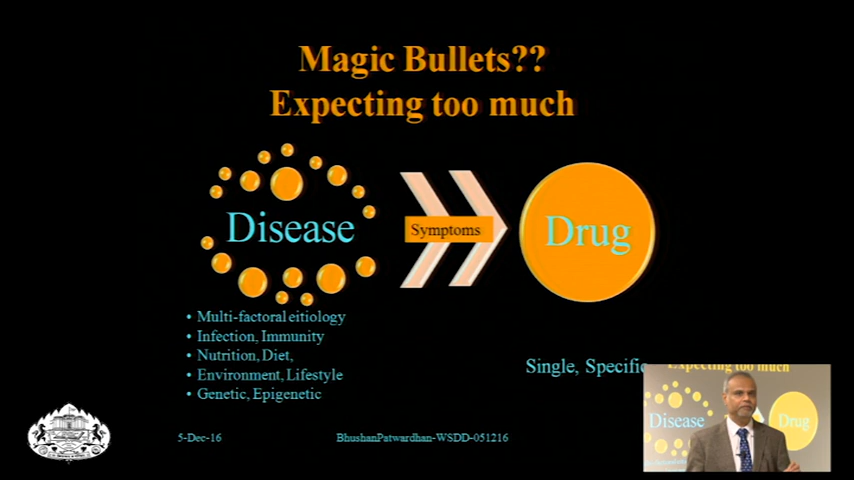 Magic Bullets??
Expecting too much
Disease
Symptoms
Drug
• Multi-factoral eitiology
• Infection, Immunity
• Nutrition, Diet,
• Environment, Lifestyle
• Genetic, Epigenetic
Single, Specific
5-Dec-16
BhushanPatwardhan-WSDD-051216
Expecting too much
Disease
Drug